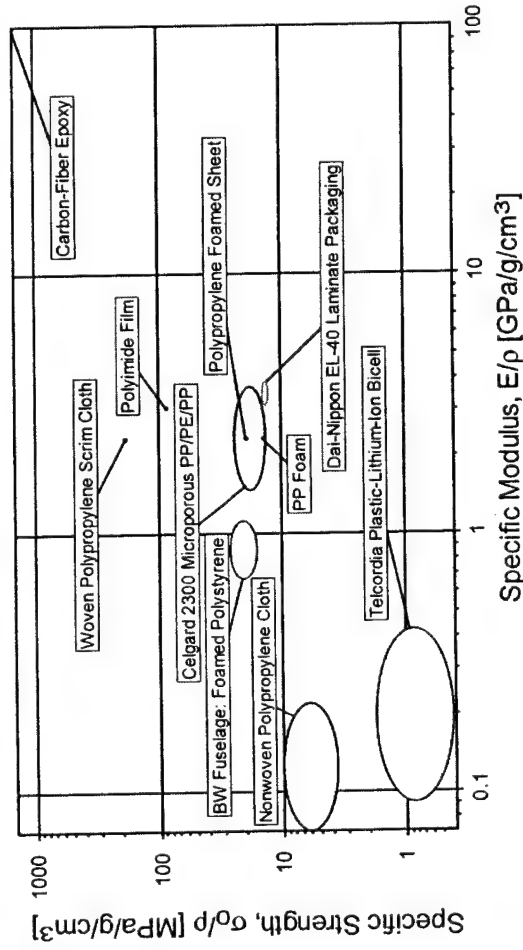 Specific Strength, σO/ρ [MPa/g/cm3]
1000
100
10
1
Woven Polypropylene Scrim Cloth
Polyimide Film
Carbon-Fiber Epoxy
Celgard 2300 Microporous PP/PE/PP
Polypropylene Foamed Sheet
BW Fuselage: Foamed Polystyrene
PP Foam
Nonwoven Polypropylene Cloth
Dai-Nippon EL-40 Laminate Packaging
Telcordia Plastic-Lithium-Ion Bicell
0.1
1
10
100
Specific Modulus, E/ρ [GPa/g/cm3]